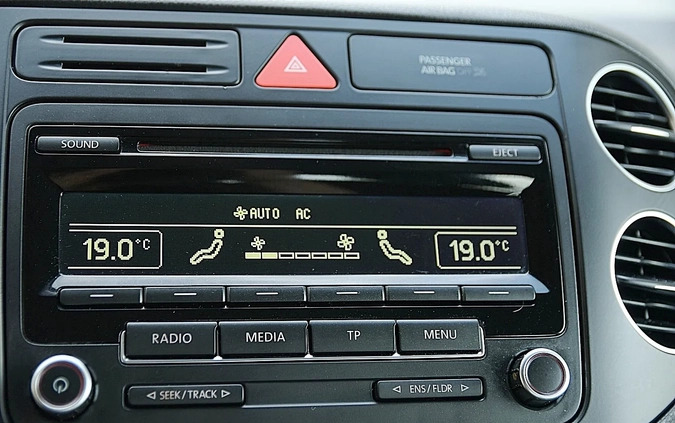 PASSENGER
AIR BAG OFF
SOUND
EJECT
AUTO AC
19.0°C
19.0°C
RADIO
MEDIA
TP
MENU
SEEK / TRACK
ENS / FLDR